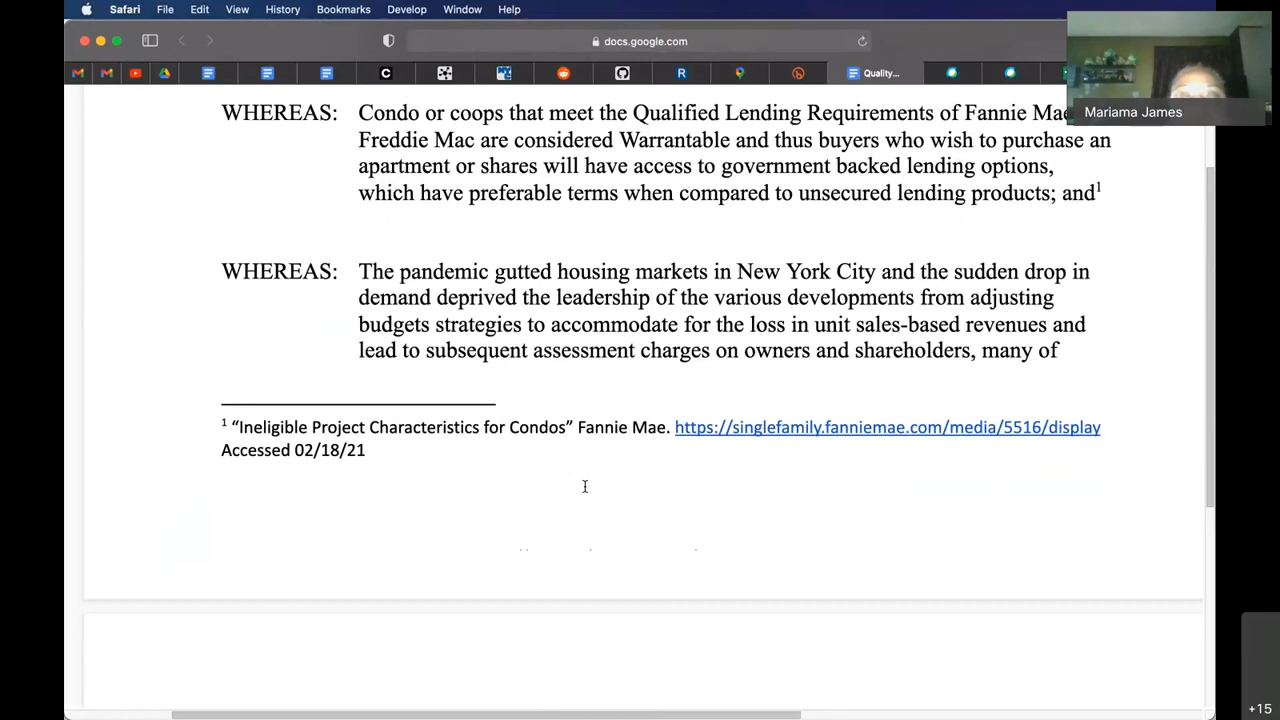 Safari File Edit View History Bookmarks Develop Window Help
docs.google.com
Quality...
WHEREAS: Condo or coops that meet the Qualified Lending Requirements of Fannie Mae
Freddie Mac are considered Warrantable and thus buyers who wish to purchase an
apartment or shares will have access to government backed lending options,
which have preferable terms when compared to unsecured lending products; and1
WHEREAS: The pandemic gutted housing markets in New York City and the sudden drop in
demand deprived the leadership of the various developments from adjusting
budgets strategies to accommodate for the loss in unit sales-based revenues and
lead to subsequent assessment charges on owners and shareholders, many of
1 “Ineligible Project Characteristics for Condos” Fannie Mae. https://singlefamily.fanniemae.com/media/5516/display
Accessed 02/18/21
Mariama James
+15